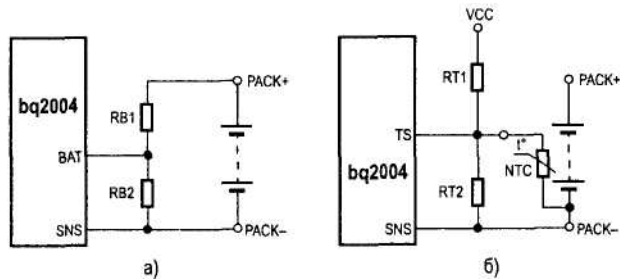 bq2004
RB1
BAT
RB2
SNS
PACK+
PACK–
а)
VCC
RT1
bq2004
TS
t°
NTC
RT2
SNS
PACK+
PACK–
б)